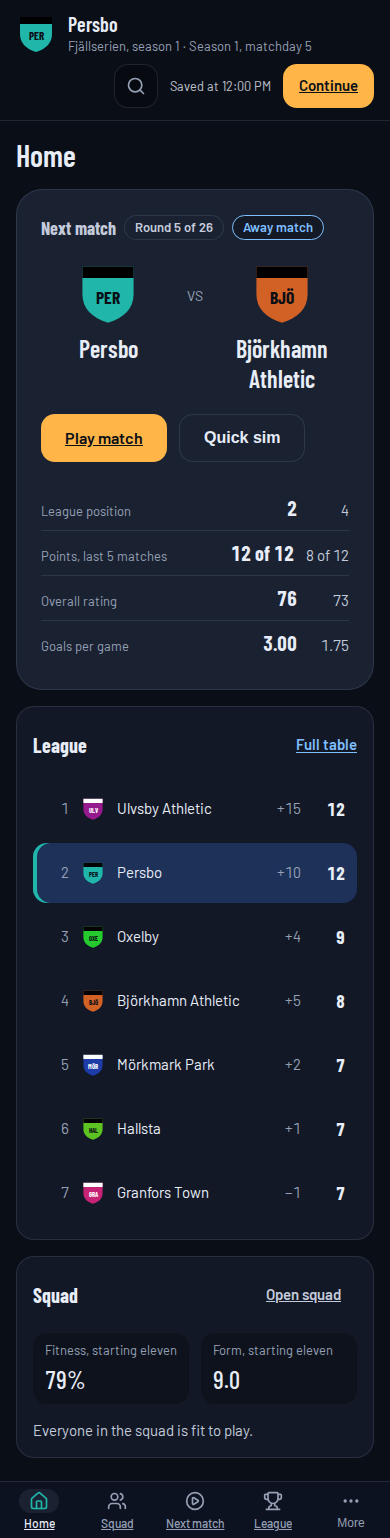 PER
Persbo
Fjällserien, season 1 · Season 1, matchday 5
Saved at 12:00 PM
Continue
Home
Next match
Round 5 of 26
Away match
PER
VS
BJÖ
Persbo
Björkhamn
Athletic
Play match
Quick sim
League position 2 4
Points, last 5 matches 12 of 12 8 of 12
Overall rating 76 73
Goals per game 3.00 1.75
League
Full table
1 ULV Ulvsby Athletic +15 12
2 PER Persbo +10 12
3 OXE Oxelby +4 9
4 BJÖ Björkhamn Athletic +5 8
5 MÖR Mörkmark Park +2 7
6 HAL Hallsta +1 7
7 GRA Granfors Town −1 7
Squad
Open squad
Fitness, starting eleven
79%
Form, starting eleven
9.0
Everyone in the squad is fit to play.
Home
Squad
Next match
League
More